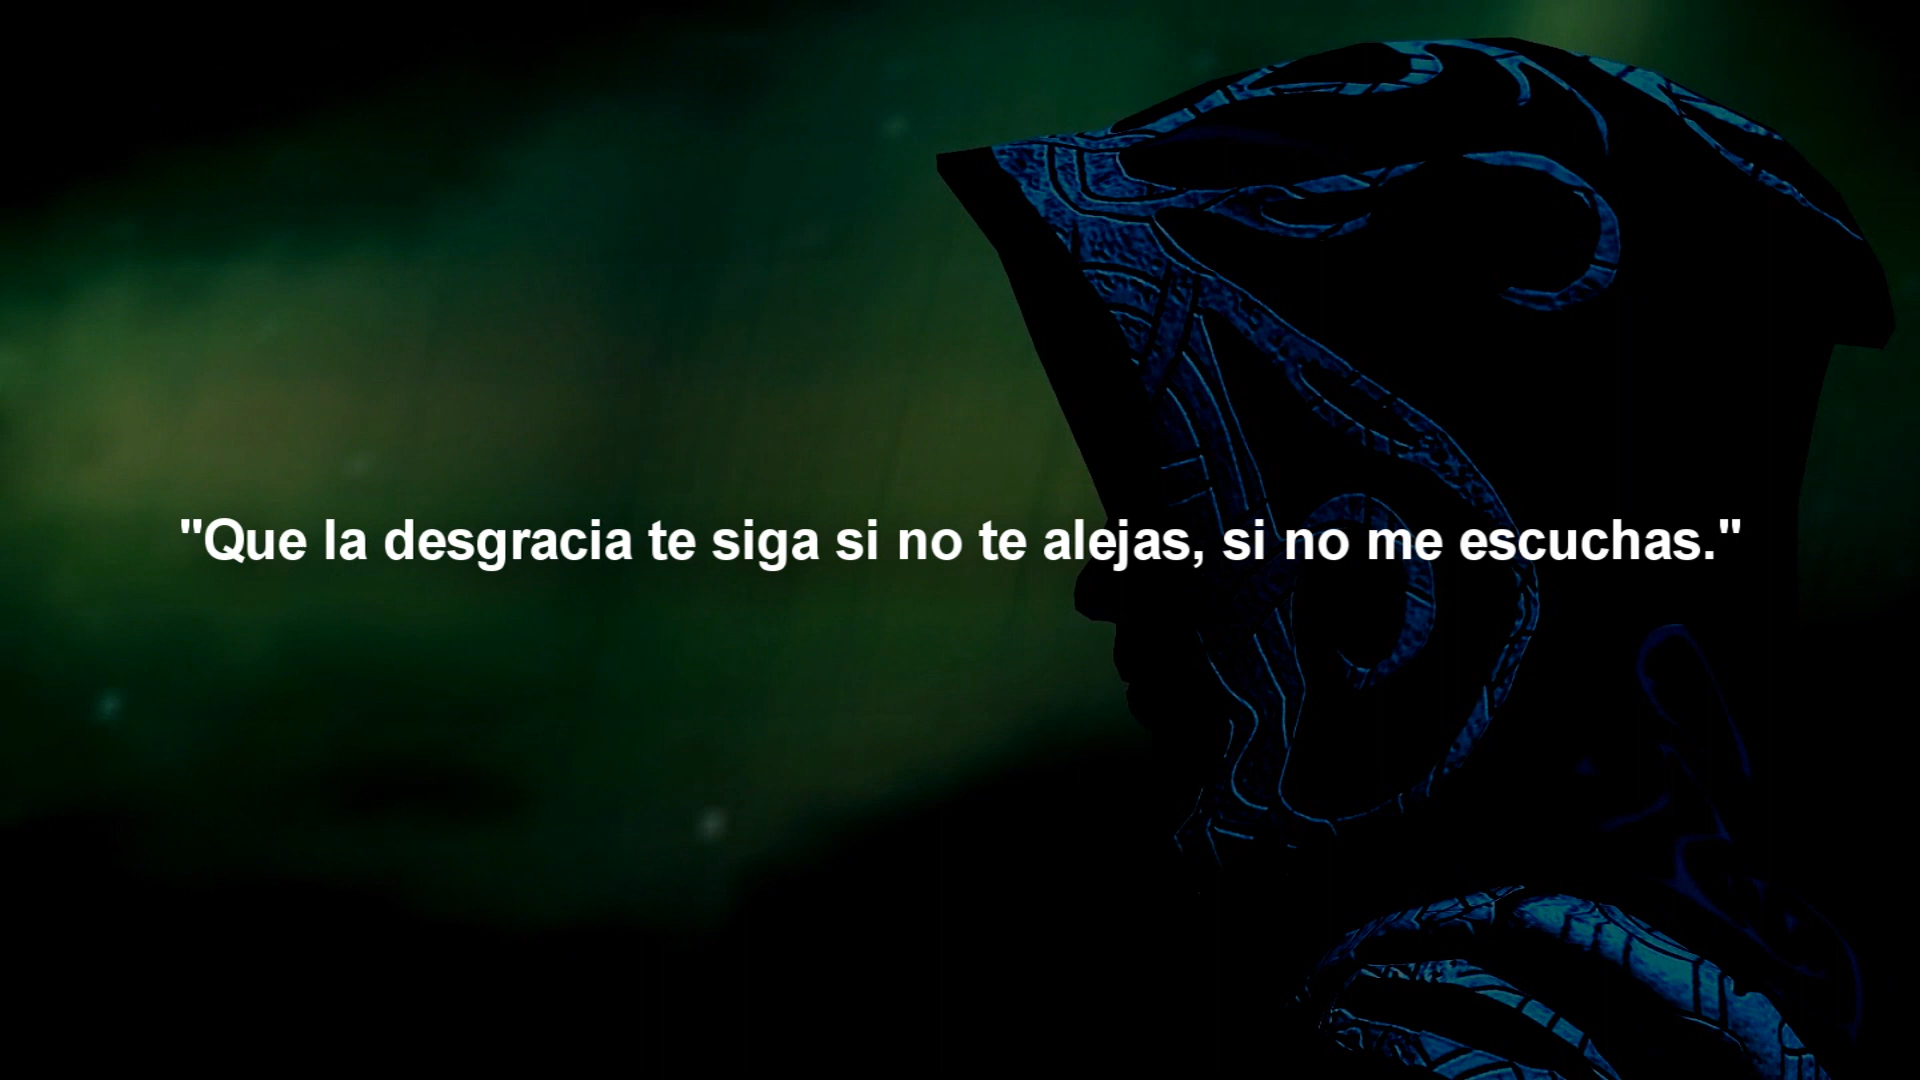 "Que la desgracia te siga si no te alejas, si no me escuchas."